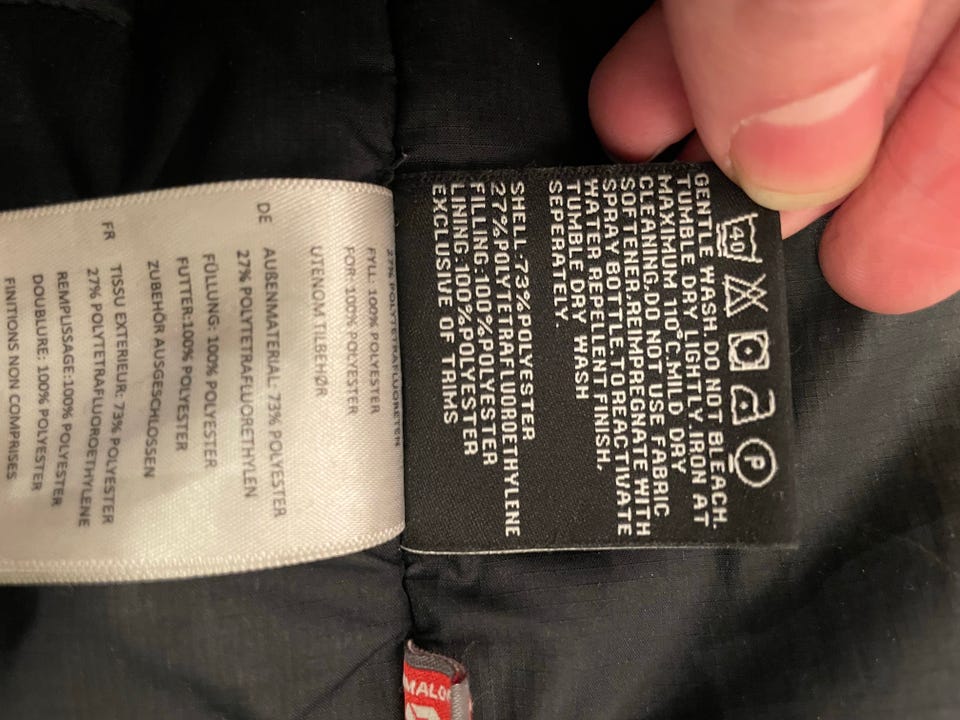 40 P
GENTLE WASH.DO NOT BLEACH.
TUMBLE DRY LIGHTLY.IRON AT
MAXIMUM 110°C.MILD DRY
CLEANING.DO NOT USE FABRIC
SOFTENER.REIMPREGNATE WITH
SPRAY BOTTLE.TO REACTIVATE
WATER REPELLENT FINISH,
TUMBLE DRY WASH
SEPERATELY.
SHELL:73%POLYESTER
27%POLYTETRAFLUOROETHYLENE
FILLING:100%POLYESTER
LINING:100%POLYESTER
EXCLUSIVE OF TRIMS
27% POLYTETRAFLUORETEN
FYLL: 100% POLYESTER
FOR: 100% POLYESTER
UTENOM TILBEHØR
DE AUßENMATERIAL: 73% POLYESTER
27% POLYTETRAFLUORETHYLEN
FÜLLUNG: 100% POLYESTER
FUTTER:100% POLYESTER
ZUBEHÖR AUSGESCHLOSSEN
FR TISSU EXTERIEUR: 73% POLYESTER
27% POLYTETRAFLUOROETHYLENE
REMPLISSAGE:100% POLYESTER
DOUBLURE: 100% POLYESTER
FINITIONS NON COMPRISES